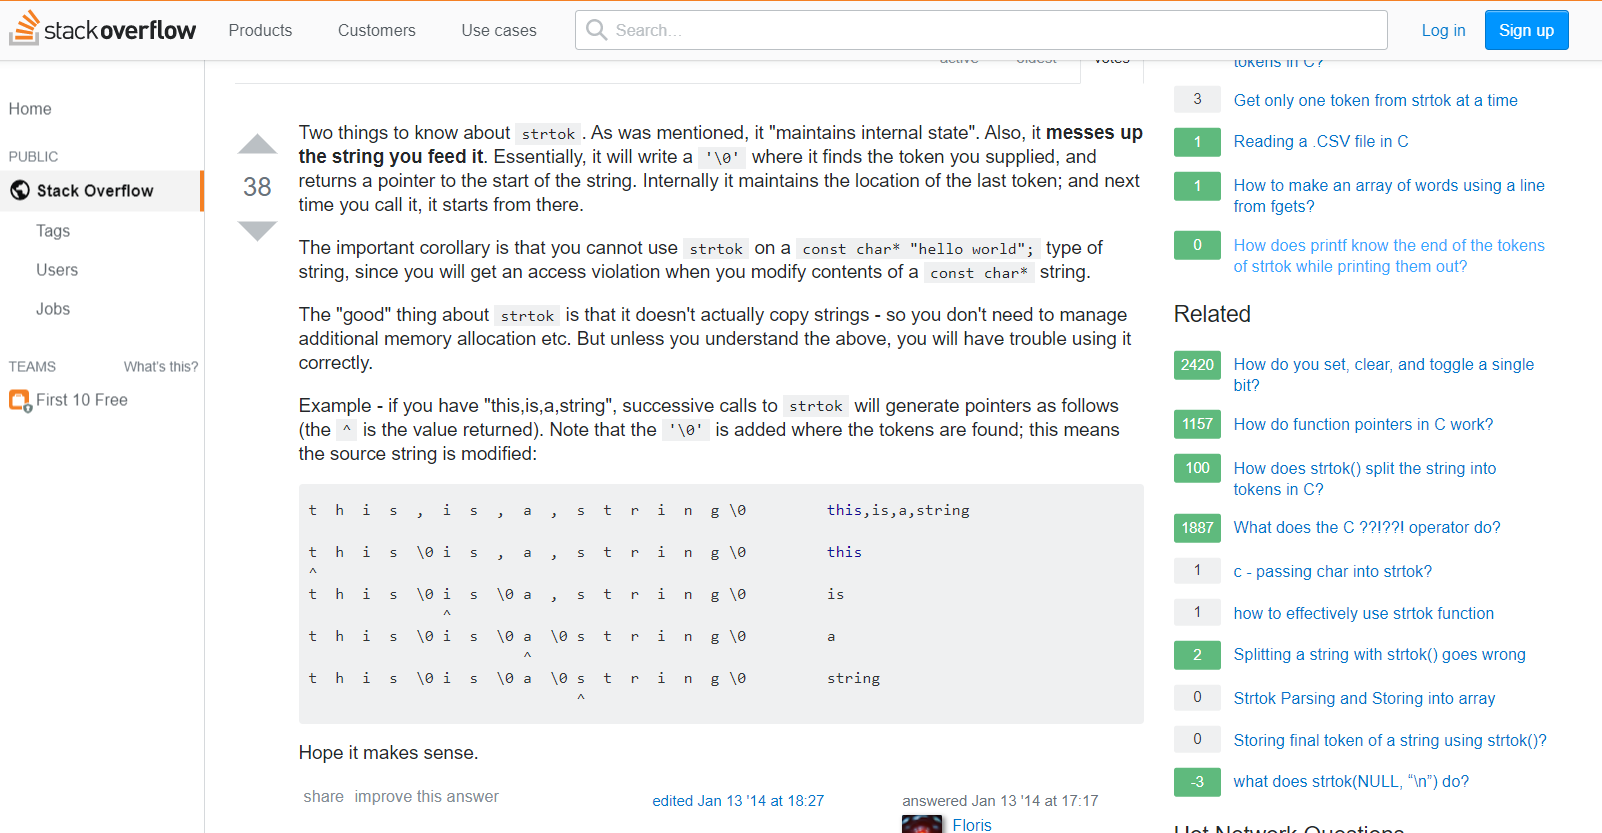 stack overflow
Products
Customers
Use cases
Search...
Log in
Sign up
Home
PUBLIC
Stack Overflow
Tags
Users
Jobs
TEAMS What's this?
First 10 Free
active oldest votes
38
Two things to know about strtok. As was mentioned, it "maintains internal state". Also, it messes up
the string you feed it. Essentially, it will write a '\0' where it finds the token you supplied, and
returns a pointer to the start of the string. Internally it maintains the location of the last token; and next
time you call it, it starts from there.
The important corollary is that you cannot use strtok on a const char* "hello world"; type of
string, since you will get an access violation when you modify contents of a const char* string.
The "good" thing about strtok is that it doesn't actually copy strings - so you don't need to manage
additional memory allocation etc. But unless you understand the above, you will have trouble using it
correctly.
Example - if you have "this,is,a,string", successive calls to strtok will generate pointers as follows
(the ^ is the value returned). Note that the '\0' is added where the tokens are found; this means
the source string is modified:
t h i s , i s , a , s t r i n g \0 this,is,a,string
t h i s \0 i s , a , s t r i n g \0 this
^
t h i s \0 i s \0 a , s t r i n g \0 is
^
t h i s \0 i s \0 a \0 s t r i n g \0 a
^
t h i s \0 i s \0 a \0 s t r i n g \0 string
^
Hope it makes sense.
share improve this answer
edited Jan 13 '14 at 18:27
answered Jan 13 '14 at 17:17
Floris
tokens in C?
3 Get only one token from strtok at a time
1 Reading a .CSV file in C
1 How to make an array of words using a line
from fgets?
0 How does printf know the end of the tokens
of strtok while printing them out?
Related
2420 How do you set, clear, and toggle a single
bit?
1157 How do function pointers in C work?
100 How does strtok() split the string into
tokens in C?
1887 What does the C ??!??! operator do?
1 c - passing char into strtok?
1 how to effectively use strtok function
2 Splitting a string with strtok() goes wrong
0 Strtok Parsing and Storing into array
0 Storing final token of a string using strtok()?
-3 what does strtok(NULL, “\n”) do?
Hot Network Questions